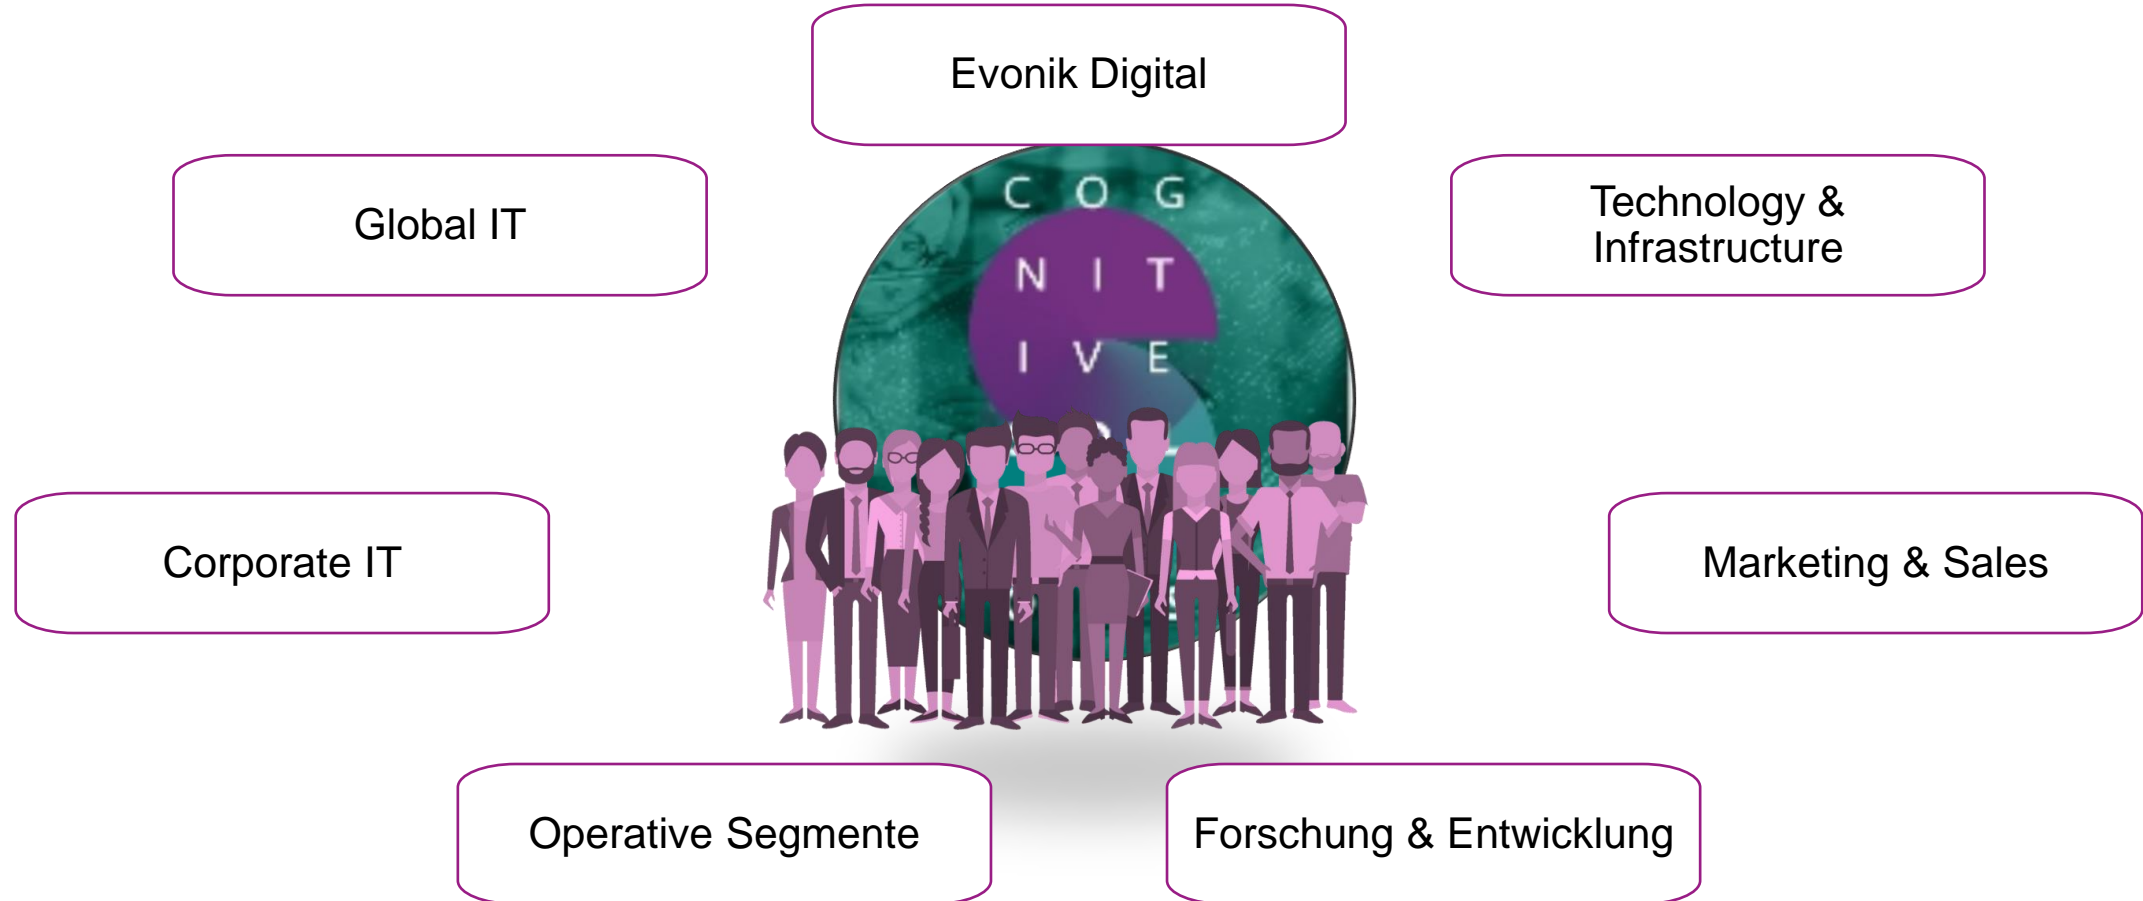 Evonik Digital
Global IT
Technology &
Infrastructure
C O G
N I T
I V E
Corporate IT
Marketing & Sales
Operative Segmente
Forschung & Entwicklung